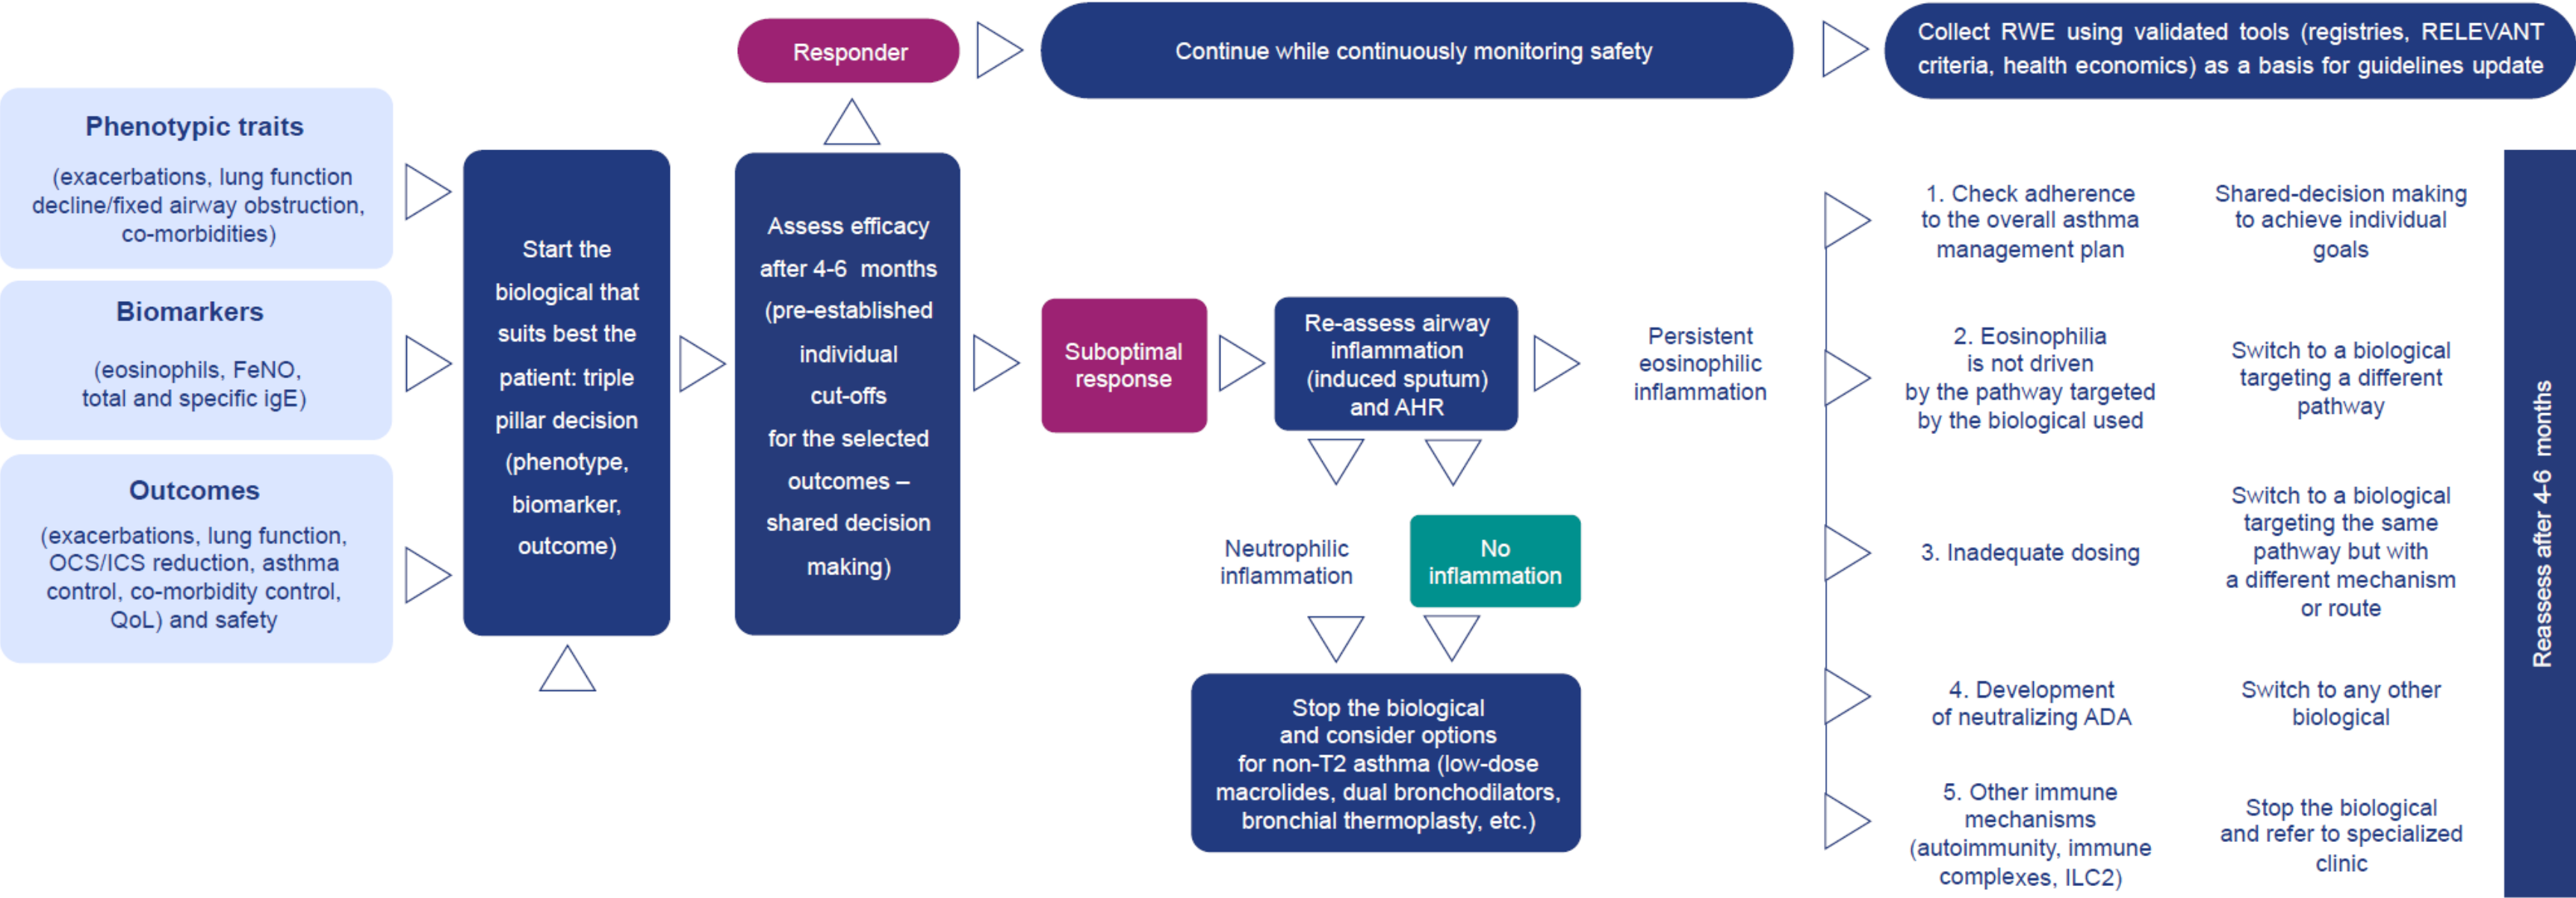 Responder
Continue while continuously monitoring safety
Collect RWE using validated tools (registries, RELEVANT
criteria, health economics) as a basis for guidelines update
Phenotypic traits
(exacerbations, lung function
decline/fixed airway obstruction,
co-morbidities)
Biomarkers
(eosinophils, FeNO,
total and specific igE)
Outcomes
(exacerbations, lung function,
OCS/ICS reduction, asthma
control, co-morbidity control,
QoL) and safety
Start the
biological that
suits best the
patient: triple
pillar decision
(phenotype,
biomarker,
outcome)
Assess efficacy
after 4-6 months
(pre-established
individual
cut-offs
for the selected
outcomes –
shared decision
making)
Suboptimal
response
Re-assess airway
inflammation
(induced sputum)
and AHR
Neutrophilic
inflammation
No
inflammation
Stop the biological
and consider options
for non-T2 asthma (low-dose
macrolides, dual bronchodilators,
bronchial thermoplasty, etc.)
Persistent
eosinophilic
inflammation
1. Check adherence
to the overall asthma
management plan
Shared-decision making
to achieve individual
goals
2. Eosinophilia
is not driven
by the pathway targeted
by the biological used
Switch to a biological
targeting a different
pathway
3. Inadequate dosing
Switch to a biological
targeting the same
pathway but with
a different mechanism
or route
4. Development
of neutralizing ADA
Switch to any other
biological
5. Other immune
mechanisms
(autoimmunity, immune
complexes, ILC2)
Stop the biological
and refer to specialized
clinic
Reassess after 4-6 months